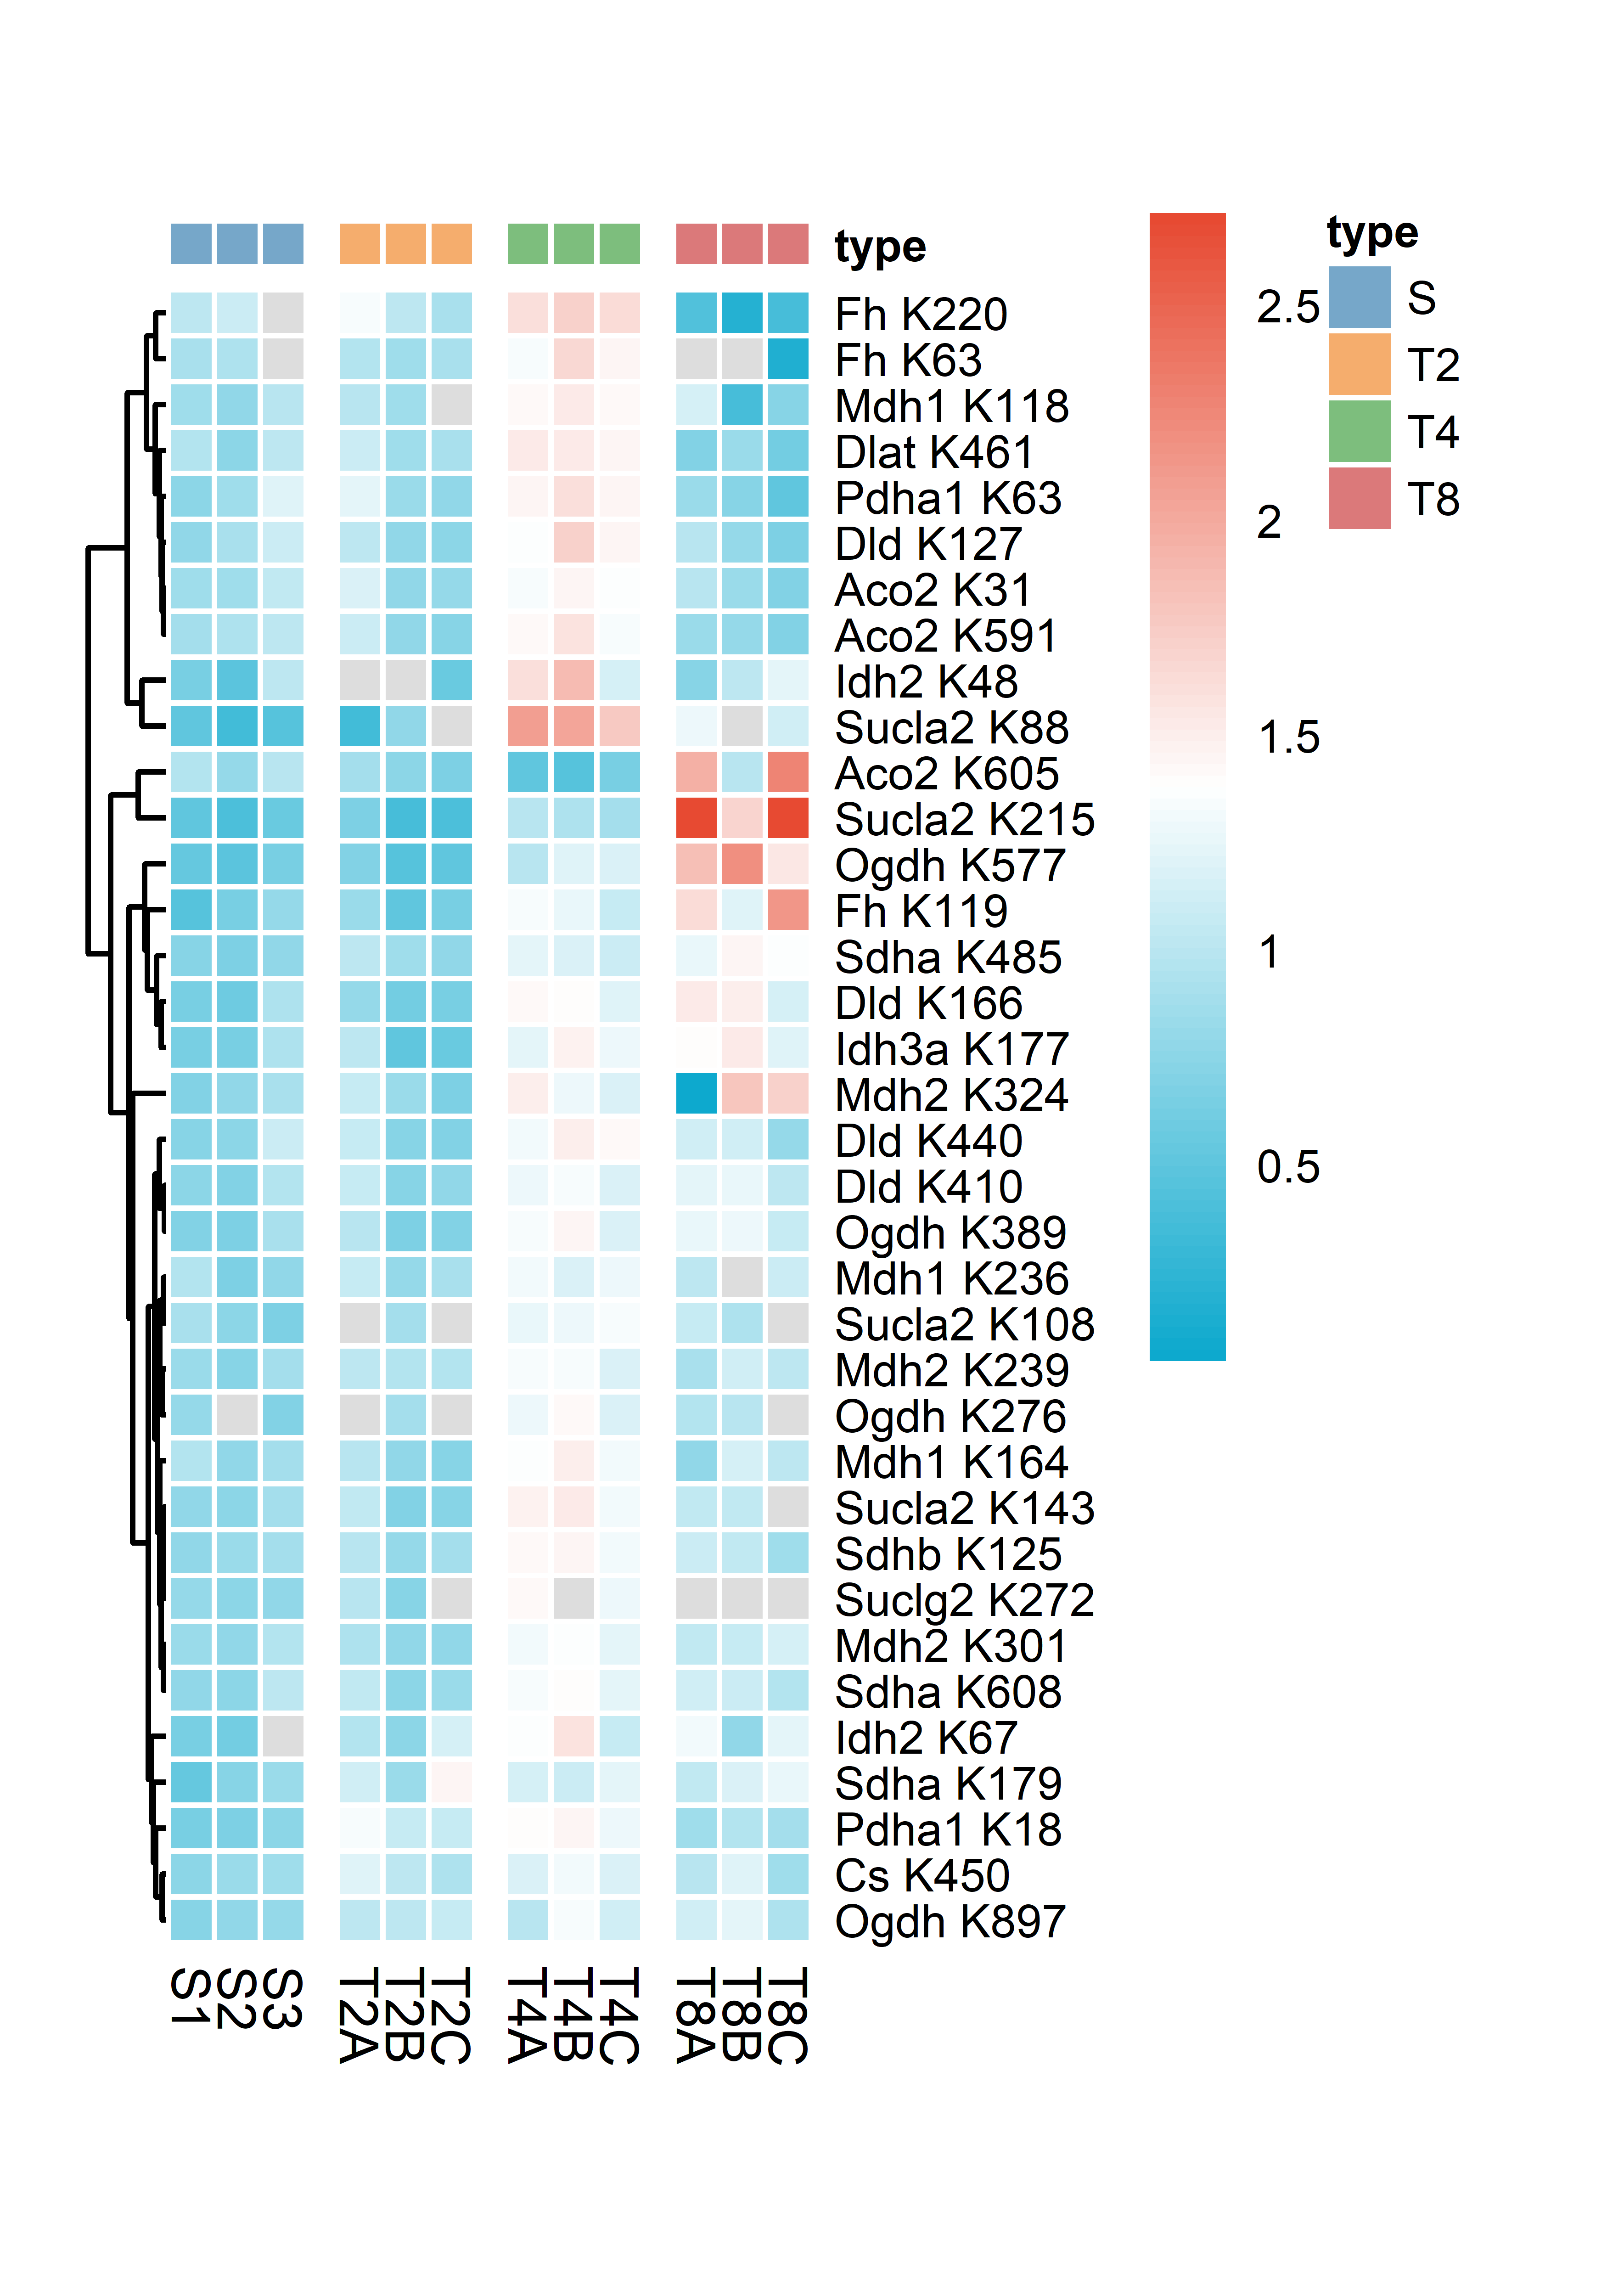 type
Fh K220
Fh K63
Mdh1 K118
Dlat K461
Pdha1 K63
Dld K127
Aco2 K31
Aco2 K591
Idh2 K48
Sucla2 K88
Aco2 K605
Sucla2 K215
Ogdh K577
Fh K119
Sdha K485
Dld K166
Idh3a K177
Mdh2 K324
Dld K440
Dld K410
Ogdh K389
Mdh1 K236
Sucla2 K108
Mdh2 K239
Ogdh K276
Mdh1 K164
Sucla2 K143
Sdhb K125
Suclg2 K272
Mdh2 K301
Sdha K608
Idh2 K67
Sdha K179
Pdha1 K18
Cs K450
Ogdh K897
S1
S2
S3
T2A
T2B
T2C
T4A
T4B
T4C
T8A
T8B
T8C
2.5
2
1.5
1
0.5
type
S
T2
T4
T8